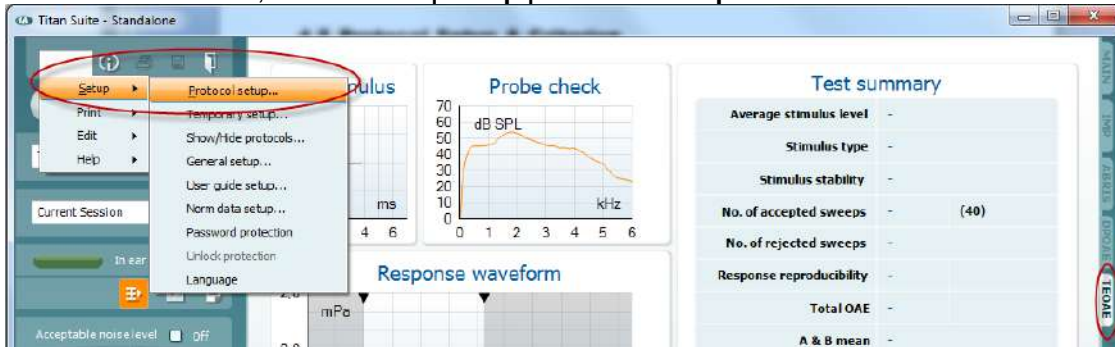 Titan Suite - Standalone
Setup
Print
Edit
Help
Protocol setup...
Temporary setup...
Show/Hide protocols...
General setup...
User guide setup...
Norm data setup...
Password protection
Unlock protection
Language
Current Session
In ear
Acceptable noise level
Off
ms
4 6
Probe check
70
60
50
40
30
20
10
0
dB SPL
kHz
0 1 2 3 4 5 6
Response waveform
mPa
Test summary
Average stimulus level -
Stimulus type -
Stimulus stability -
No. of accepted sweeps - (40)
No. of rejected sweeps -
Response reproducibility -
Total OAE -
A & B mean -
MAIN
IMP
ABRIS
DPOAE
TEOAE